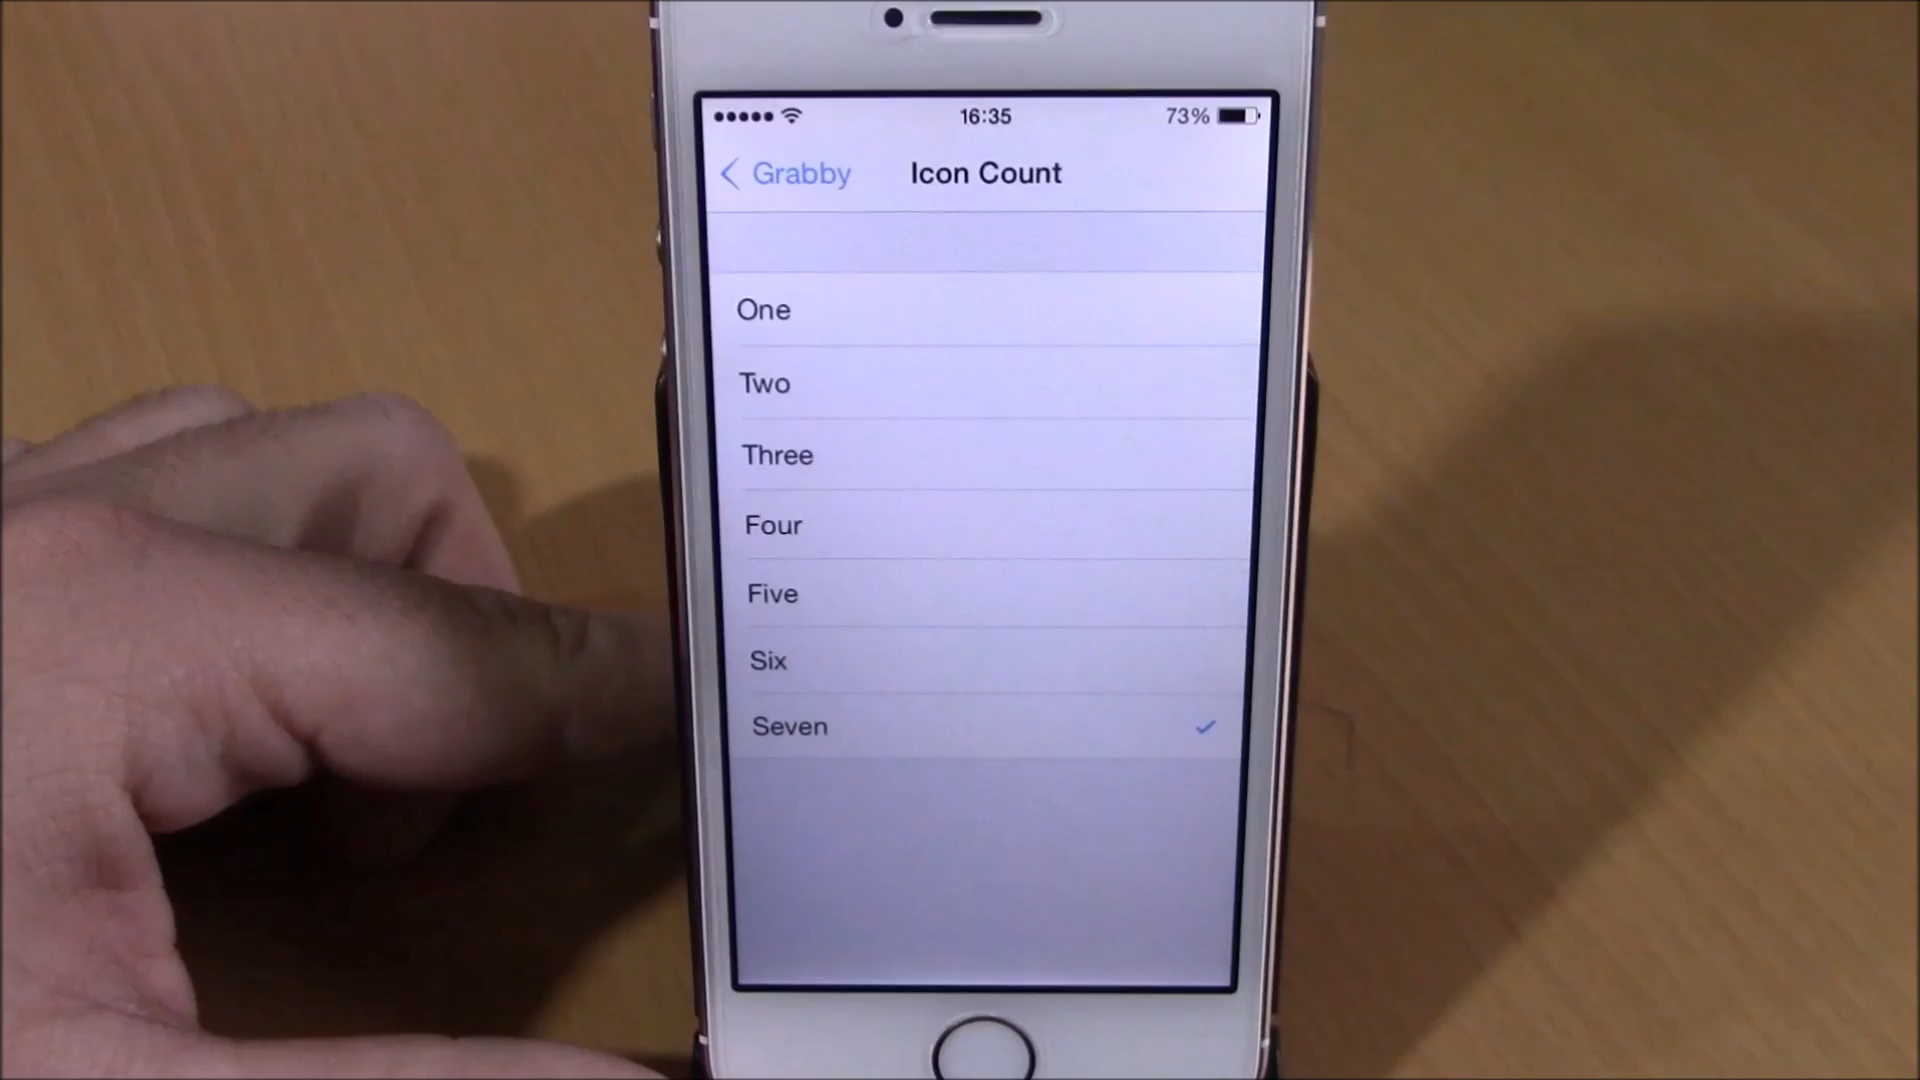 16:35
73%
Grabby
Icon Count
One
Two
Three
Four
Five
Six
Seven